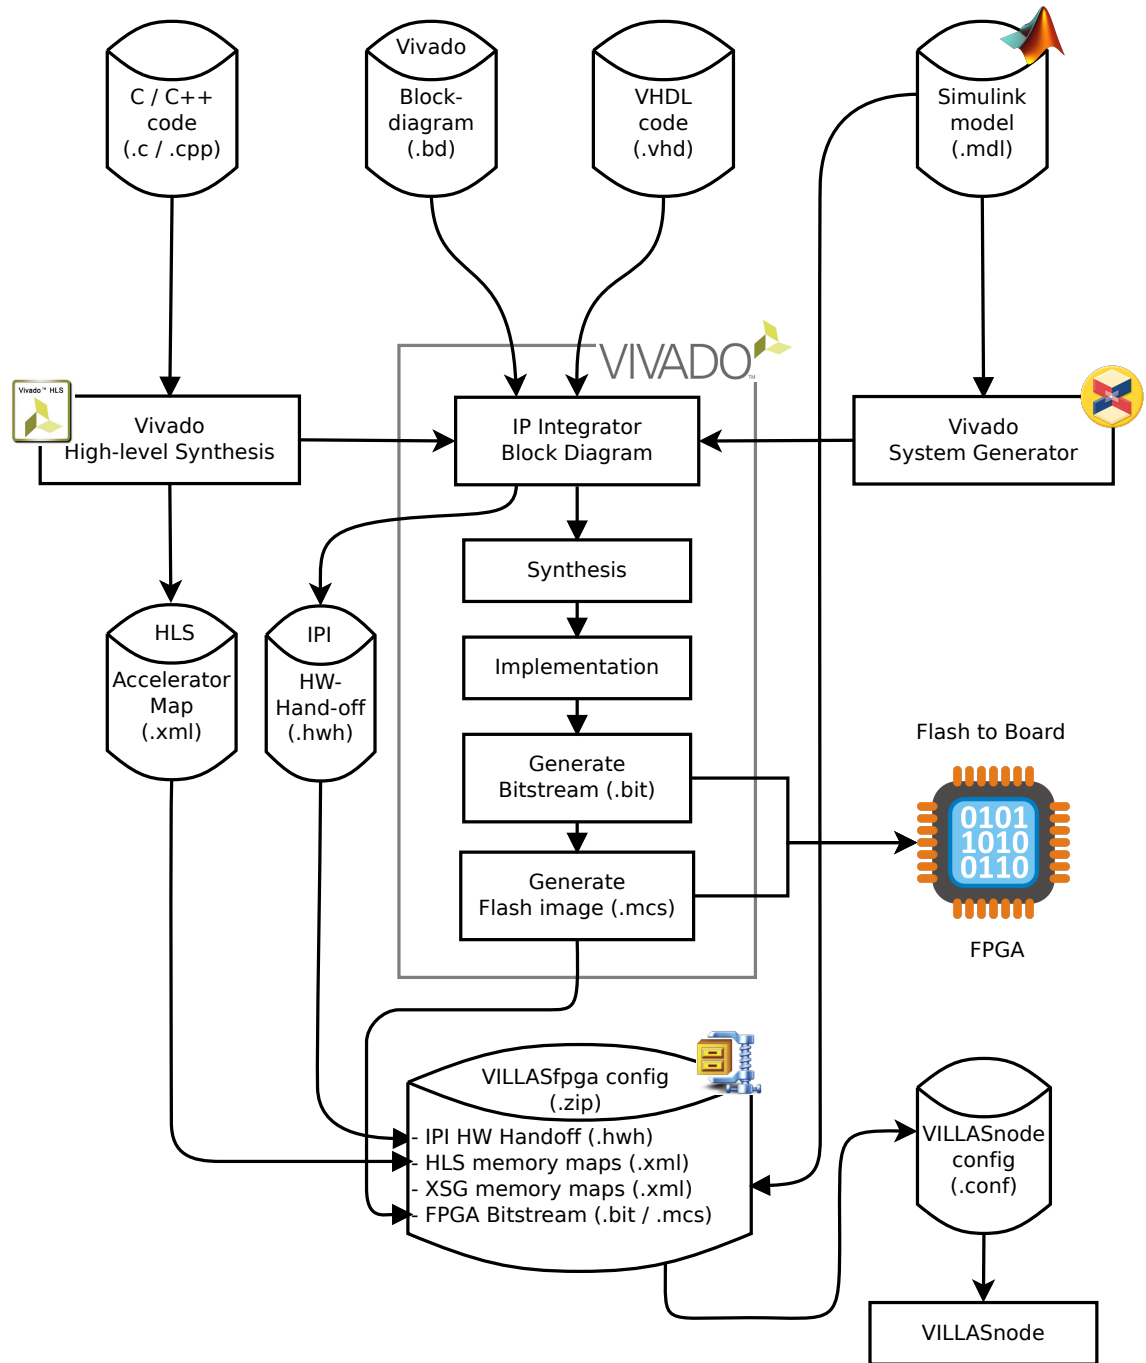 C / C++
code
(.c / .cpp)
Vivado
Block-
diagram
(.bd)
VHDL
code
(.vhd)
Simulink
model
(.mdl)
VIVADO™
Vivado™ HLS
Vivado
High-level Synthesis
IP Integrator
Block Diagram
Vivado
System Generator
Synthesis
HLS
Accelerator
Map
(.xml)
IPI
HW-
Hand-off
(.hwh)
Implementation
Generate
Bitstream (.bit)
Generate
Flash image (.mcs)
Flash to Board
0101
1010
0110
FPGA
VILLASfpga config
(.zip)
- IPI HW Handoff (.hwh)
- HLS memory maps (.xml)
- XSG memory maps (.xml)
- FPGA Bitstream (.bit / .mcs)
VILLASnode
config
(.conf)
VILLASnode